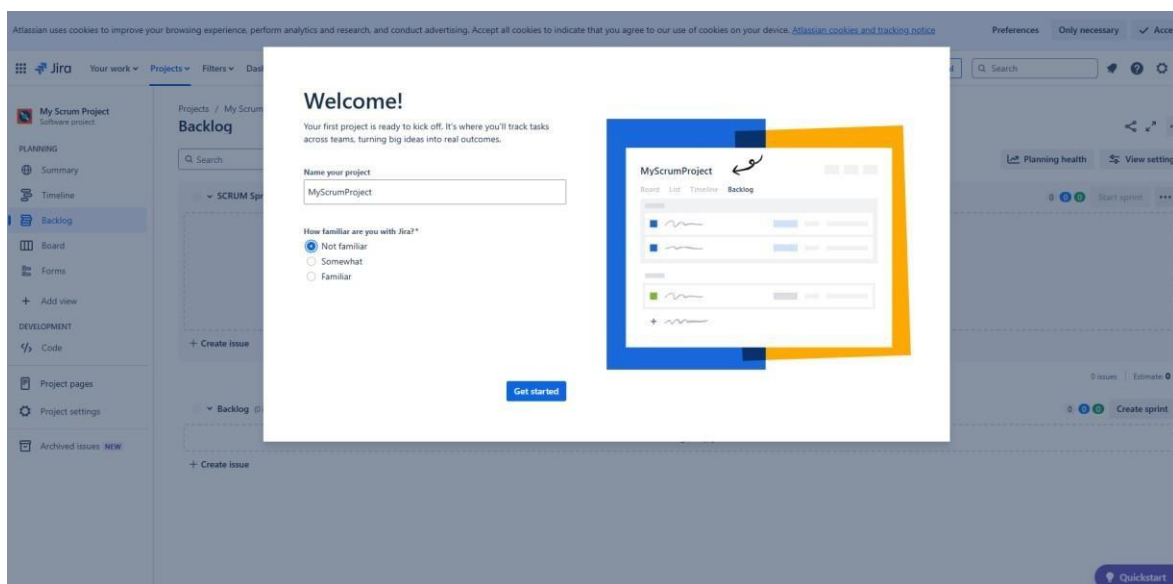 Atlassian uses cookies to improve your browsing experience, perform analytics and research, and conduct advertising. Accept all cookies to indicate that you agree to our use of cookies on your device. Atlassian cookies and tracking notice
Preferences
Only necessary
Jira
Your work
Projects
Filters
Search
My Scrum Project
Software project
PLANNING
Summary
Timeline
Backlog
Board
Forms
+ Add view
DEVELOPMENT
Code
Project pages
Project settings
Archived issues NEW
Projects / My Scrum
Backlog
Search
Planning health
SCRUM
0 0 0
Start sprint
+ Create issue
0 issues
Estimate: 0
Backlog
0 0 0
Create sprint
+ Create issue
Welcome!
Your first project is ready to kick off. It's where you'll track tasks
across teams, turning big ideas into real outcomes.
Name your project
MyScrumProject
How familiar are you with Jira?*
Not familiar
Somewhat
Familiar
Get started
MyScrumProject
Board List Timeline Backlog
Quickstart